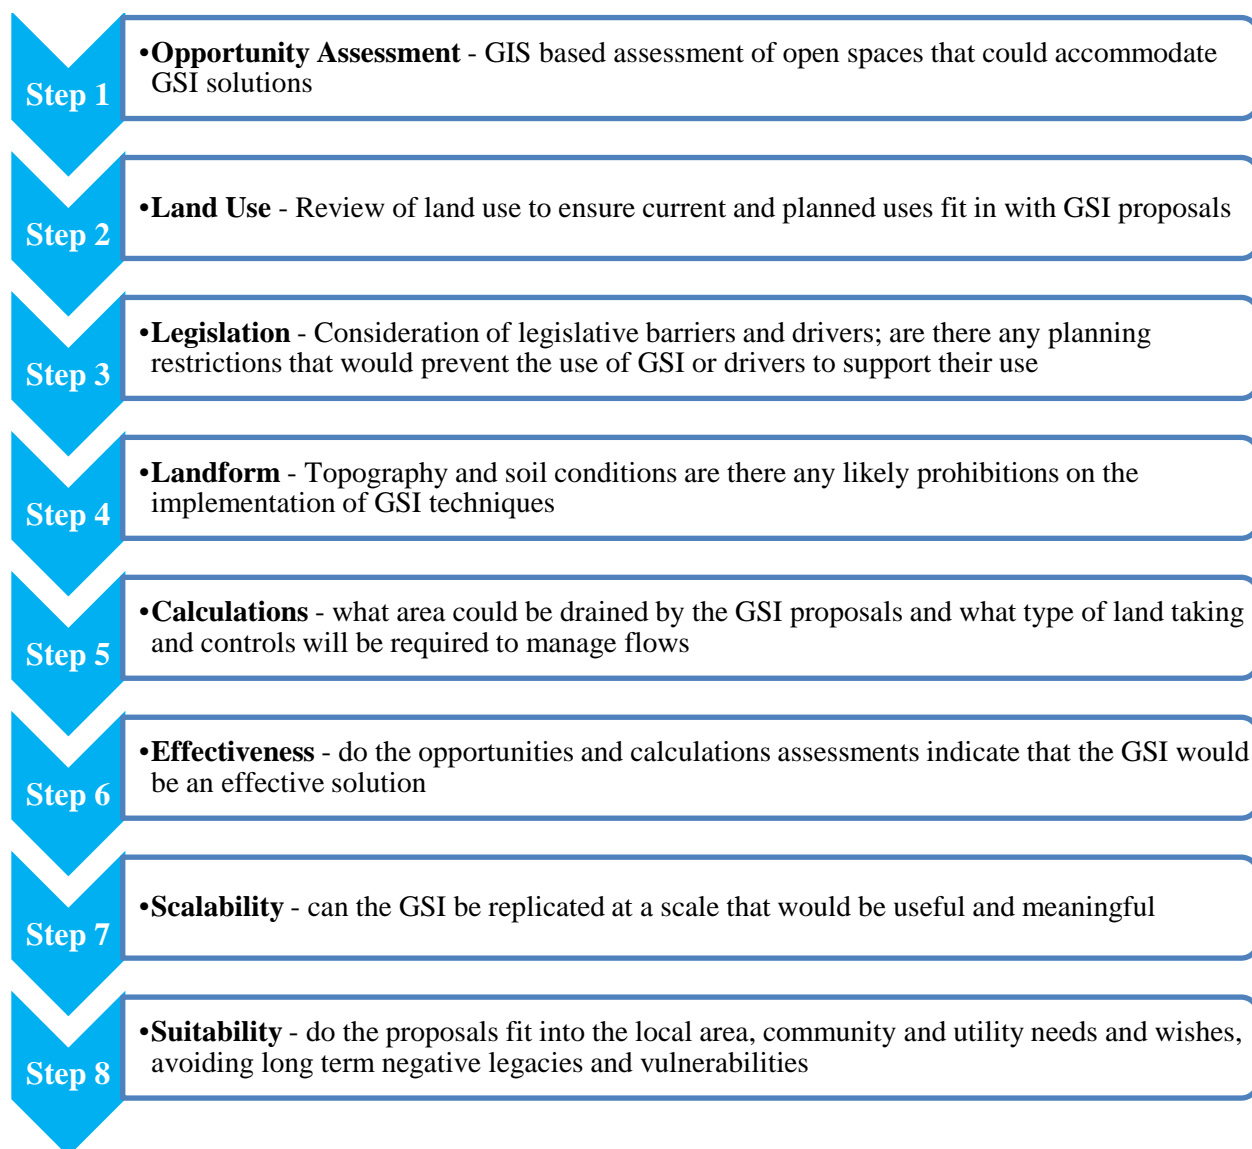 Step 1
•Opportunity Assessment - GIS based assessment of open spaces that could accommodate
GSI solutions
Step 2
•Land Use - Review of land use to ensure current and planned uses fit in with GSI proposals
Step 3
•Legislation - Consideration of legislative barriers and drivers; are there any planning
restrictions that would prevent the use of GSI or drivers to support their use
Step 4
•Landform - Topography and soil conditions are there any likely prohibitions on the
implementation of GSI techniques
Step 5
•Calculations - what area could be drained by the GSI proposals and what type of land taking
and controls will be required to manage flows
Step 6
•Effectiveness - do the opportunities and calculations assessments indicate that the GSI would
be an effective solution
Step 7
•Scalability - can the GSI be replicated at a scale that would be useful and meaningful
Step 8
•Suitability - do the proposals fit into the local area, community and utility needs and wishes,
avoiding long term negative legacies and vulnerabilities